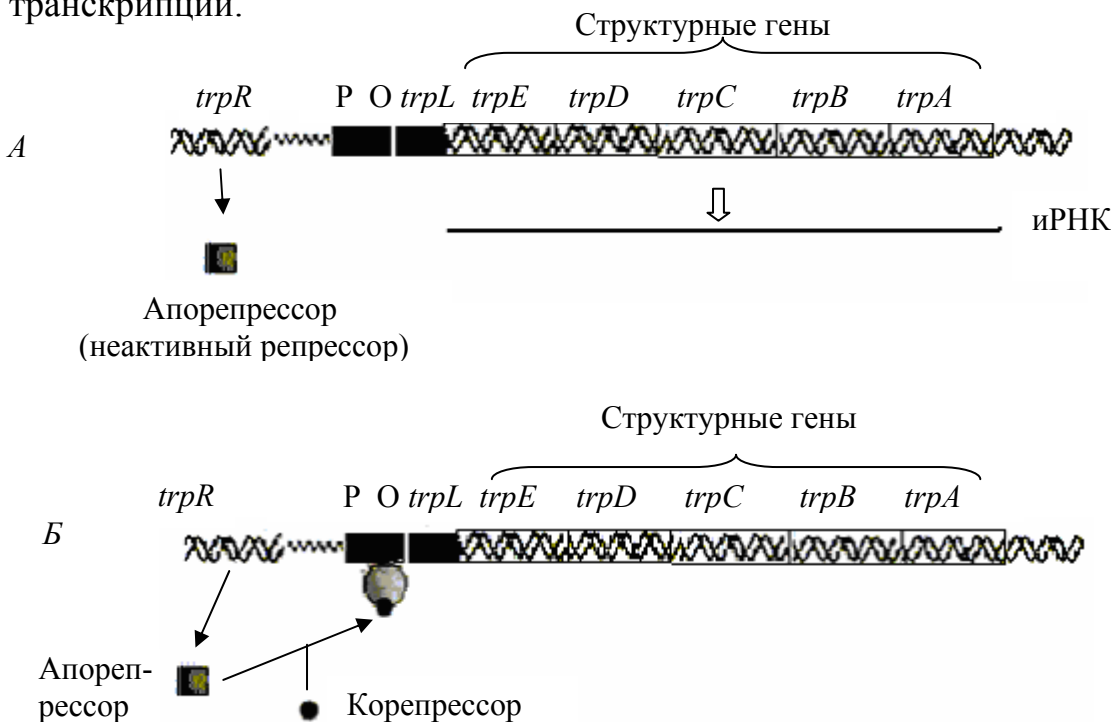 транскрипции.
Структурные гены
trpR P O trpL trpE trpD trpC trpB trpA
А
иРНК
Апорепрессор
(неактивный репрессор)
Структурные гены
trpR P O trpL trpE trpD trpC trpB trpA
Б
Апореп-
рессор
Корепрессор